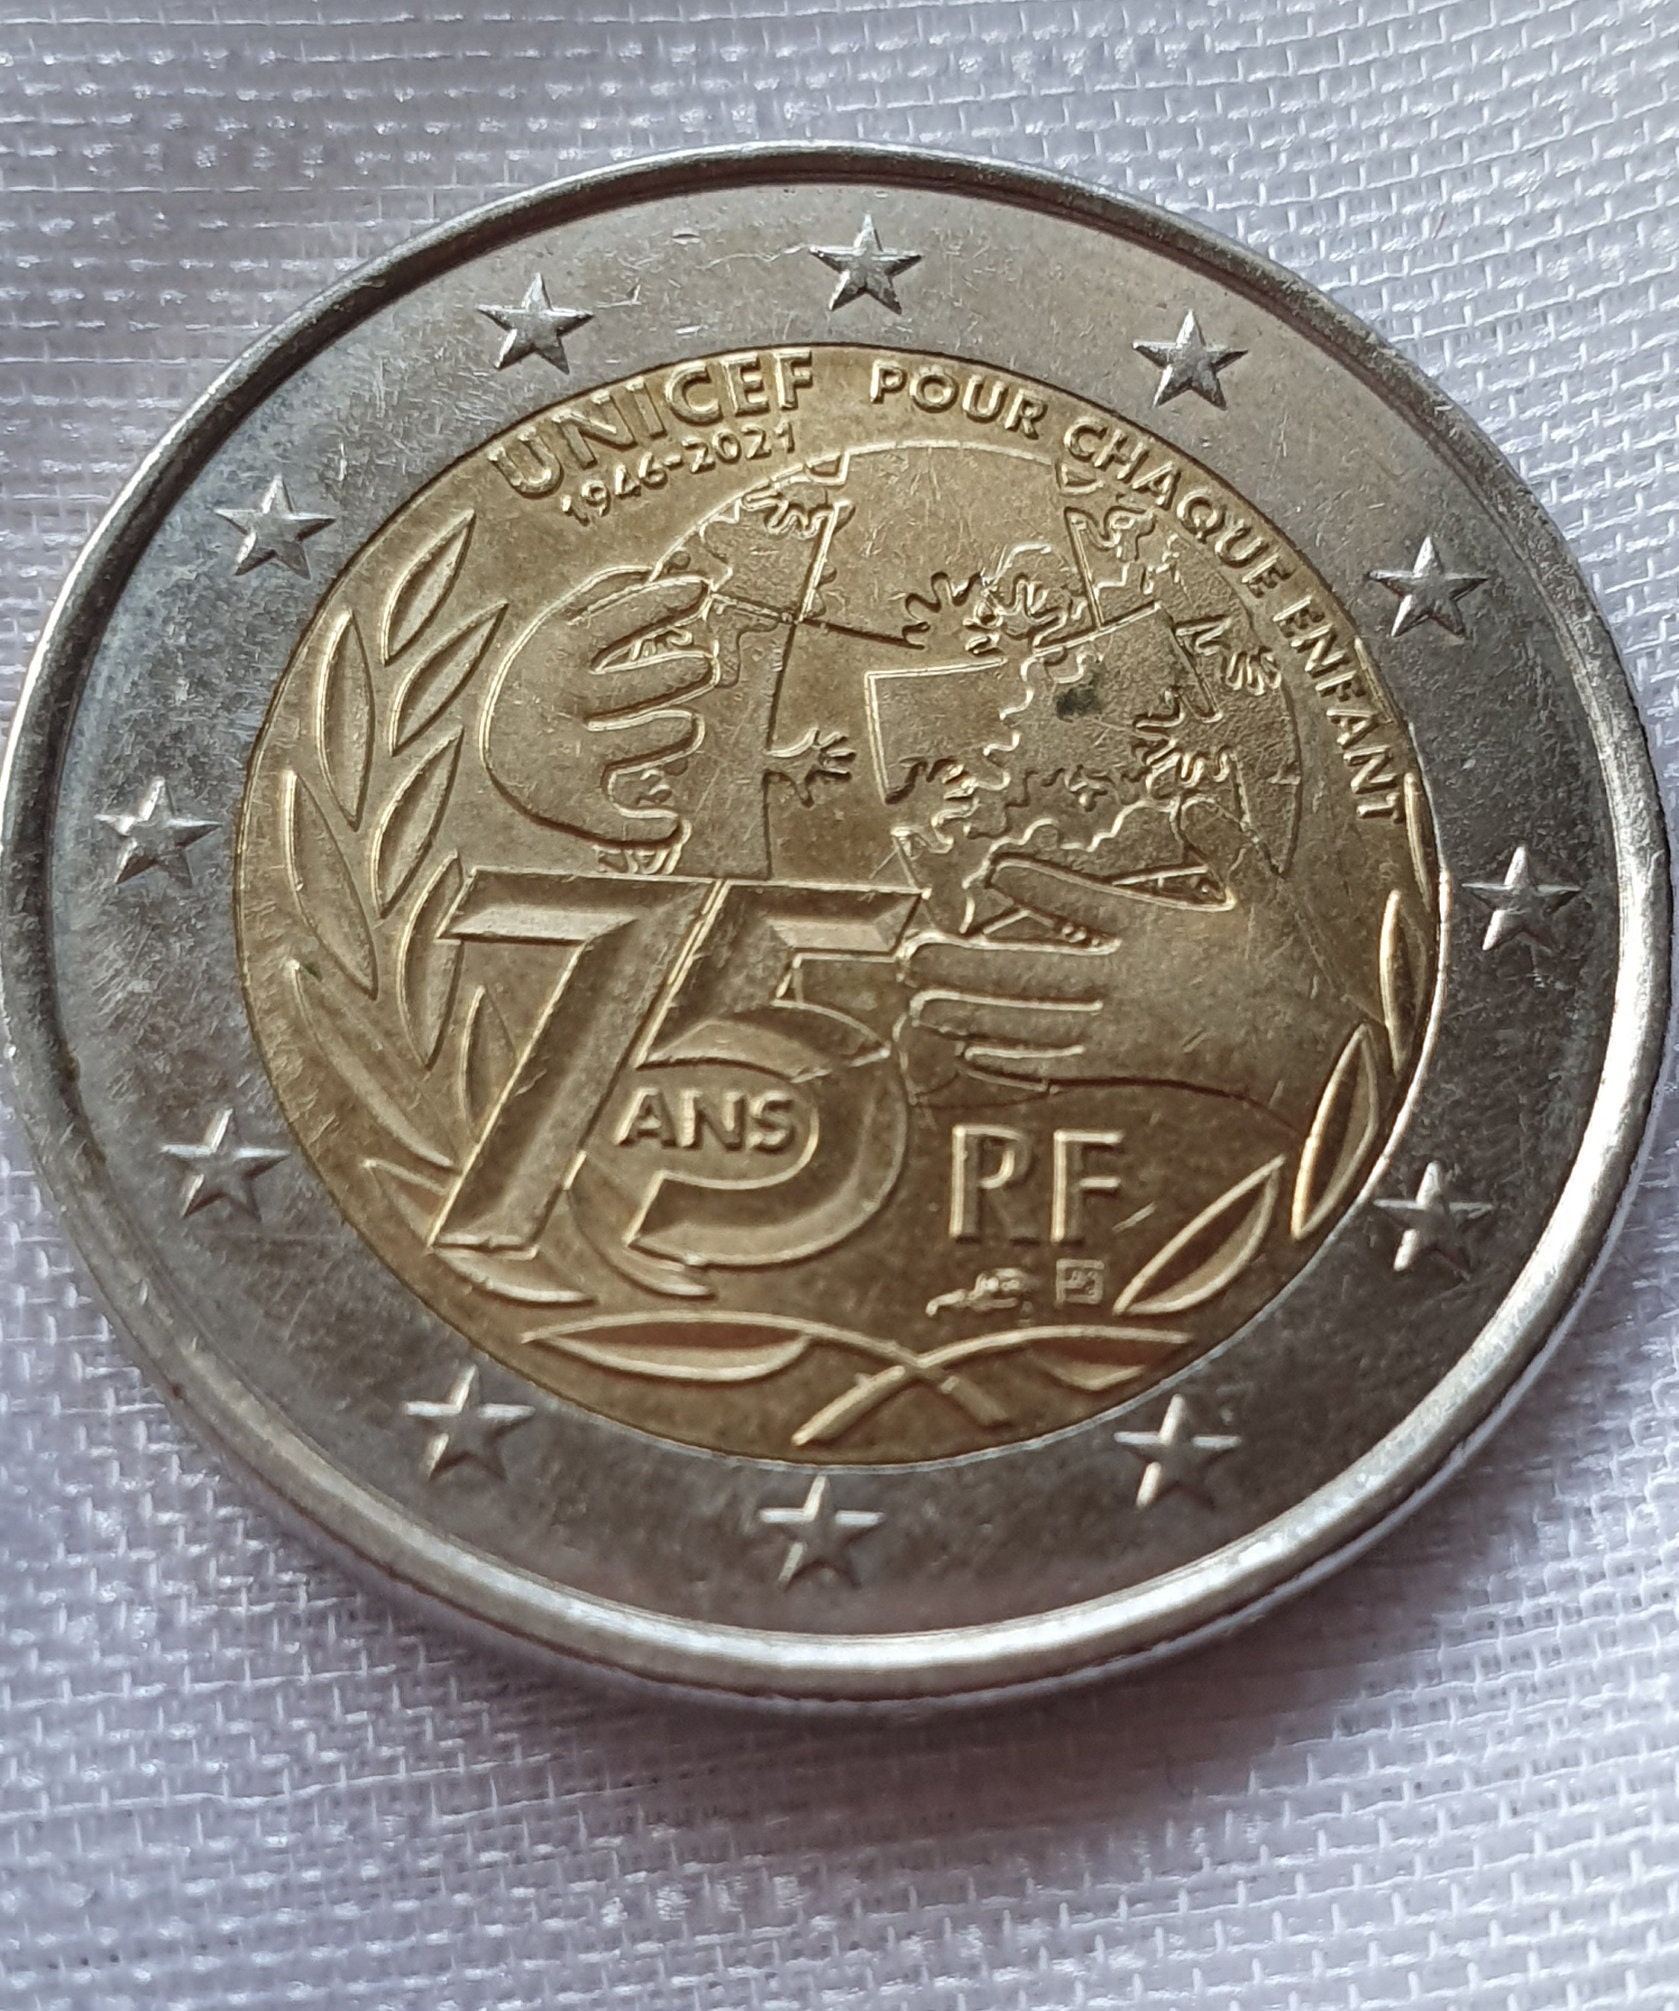 UNICEF POUR CHAQUE ENFANT
1946-2021
75
ANS
RF